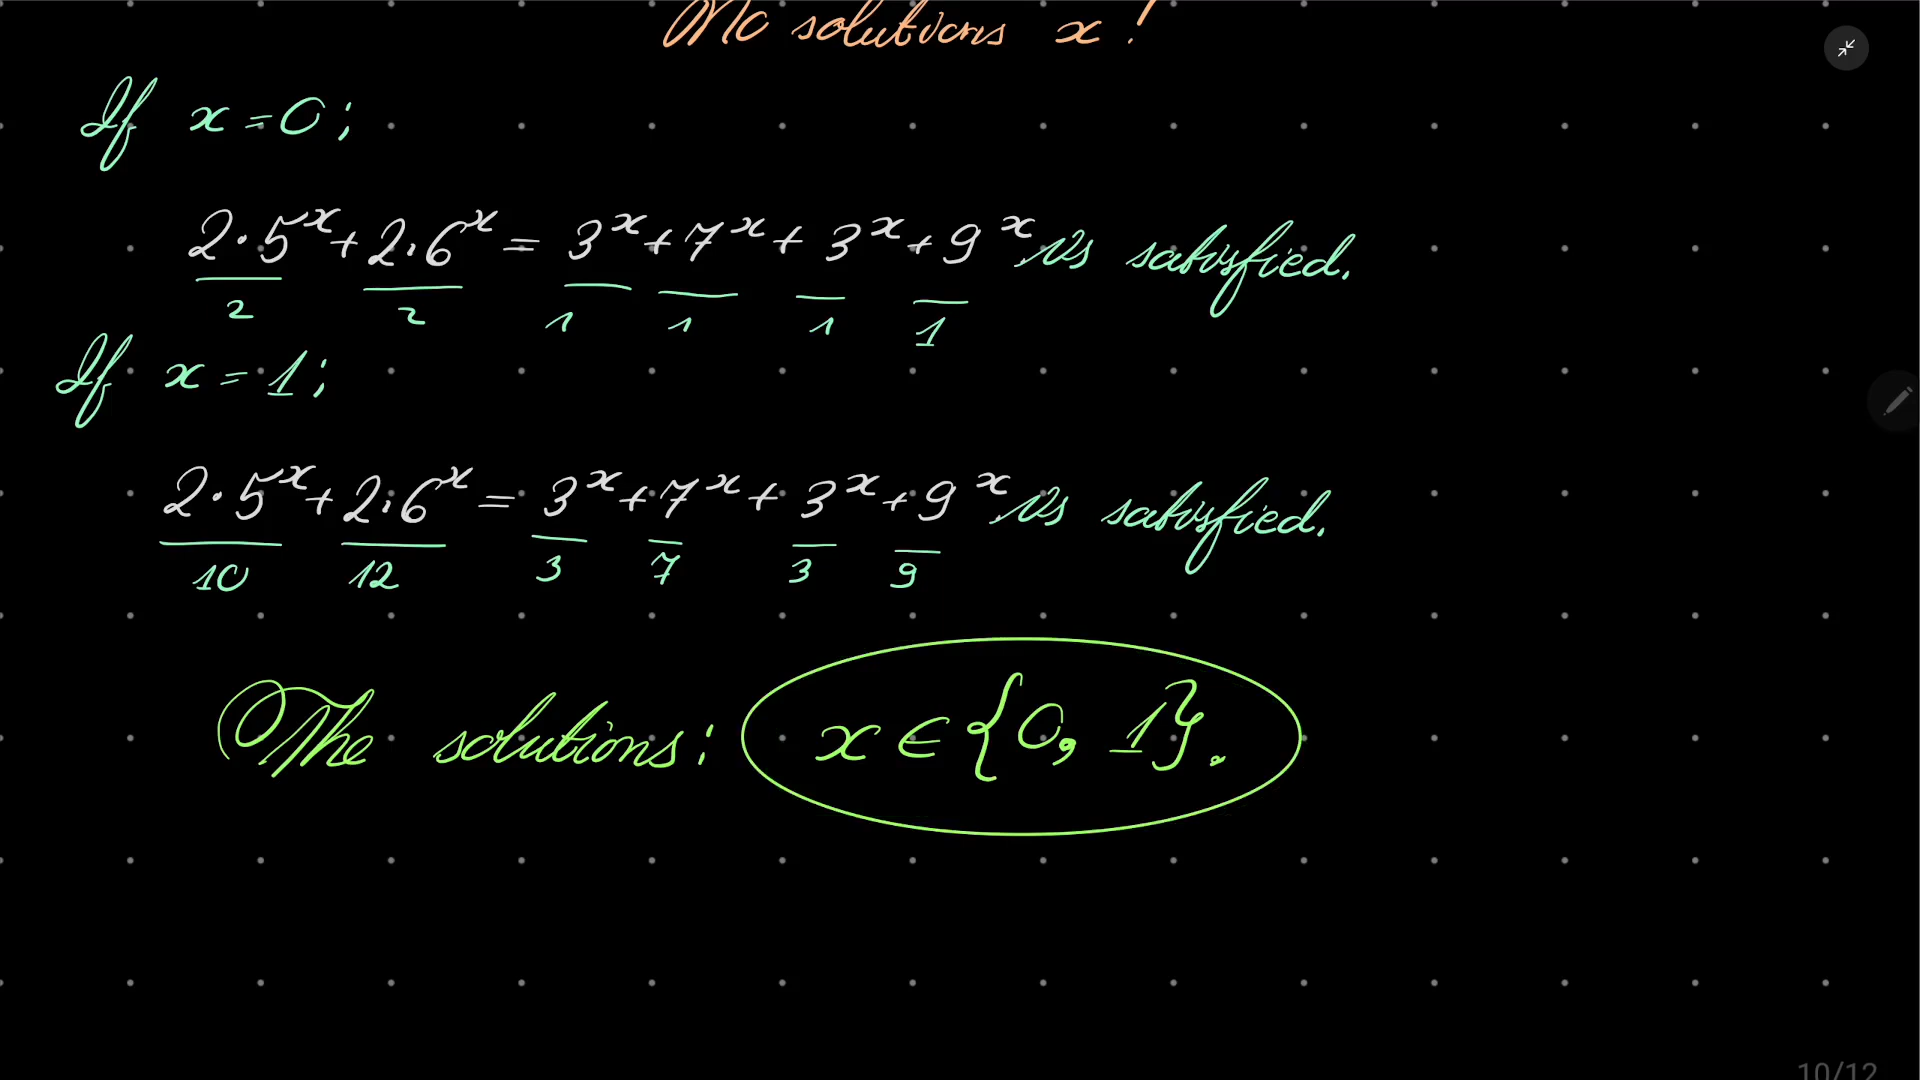 No solutions x!
If x=0;
2·5^x+2·6^x=3^x+7^x+3^x+9^x is satisfied.
2 2 1 1 1 1
If x=1;
2·5^x+2·6^x=3^x+7^x+3^x+9^x is satisfied.
10 12 3 7 3 9
The solutions: x∈{0, 1}.
10/12